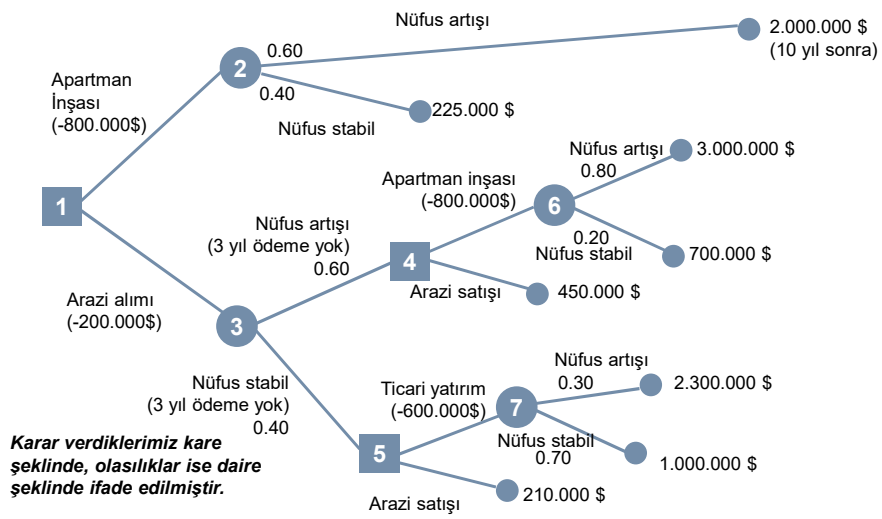 Nüfus artışı
2.000.000 $
(10 yıl sonra)
0.60
2
Apartman
İnşası
(-800.000$)
0.40
225.000 $
Nüfus stabil
Nüfus artışı
3.000.000 $
0.80
Apartman inşası
(-800.000$)
1
6
Nüfus artışı
(3 yıl ödeme yok)
0.60
0.20
Nüfus stabil
700.000 $
4
Arazi satışı
450.000 $
Arazi alımı
(-200.000$)
3
Nüfus artışı
0.30
2.300.000 $
Nüfus stabil
(3 yıl ödeme yok)
0.40
Ticari yatırım
(-600.000$)
7
Nüfus stabil
0.70
1.000.000 $
Karar verdiklerimiz kare
şeklinde, olasılıklar ise daire
şeklinde ifade edilmiştir.
5
210.000 $
Arazi satışı